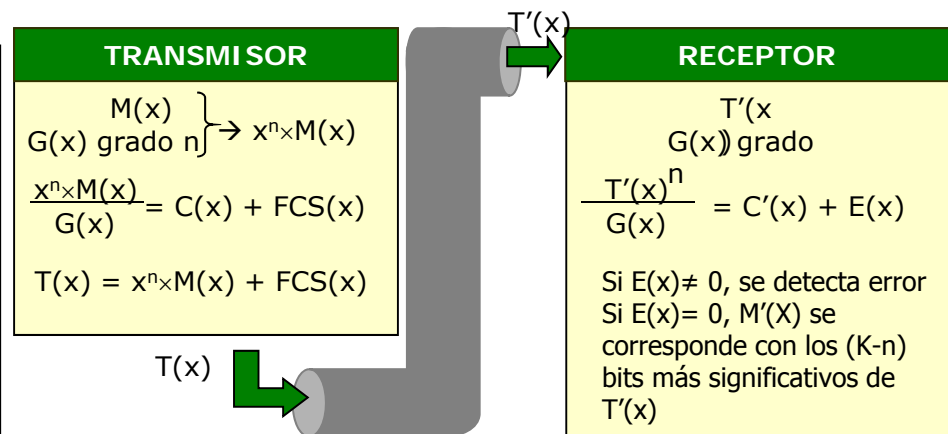 TRANSMISOR
M(x)
G(x) grado n } → xⁿ×M(x)
xⁿ×M(x)
G(x)
= C(x) + FCS(x)
T(x) = xⁿ×M(x) + FCS(x)
T(x)
T’(x)
RECEPTOR
T’(x
G(x)) grado
n
T’(x)
G(x)
= C’(x) + E(x)
Si E(x)≠ 0, se detecta error
Si E(x)= 0, M’(X) se
corresponde con los (K-n)
bits más significativos de
T’(x)